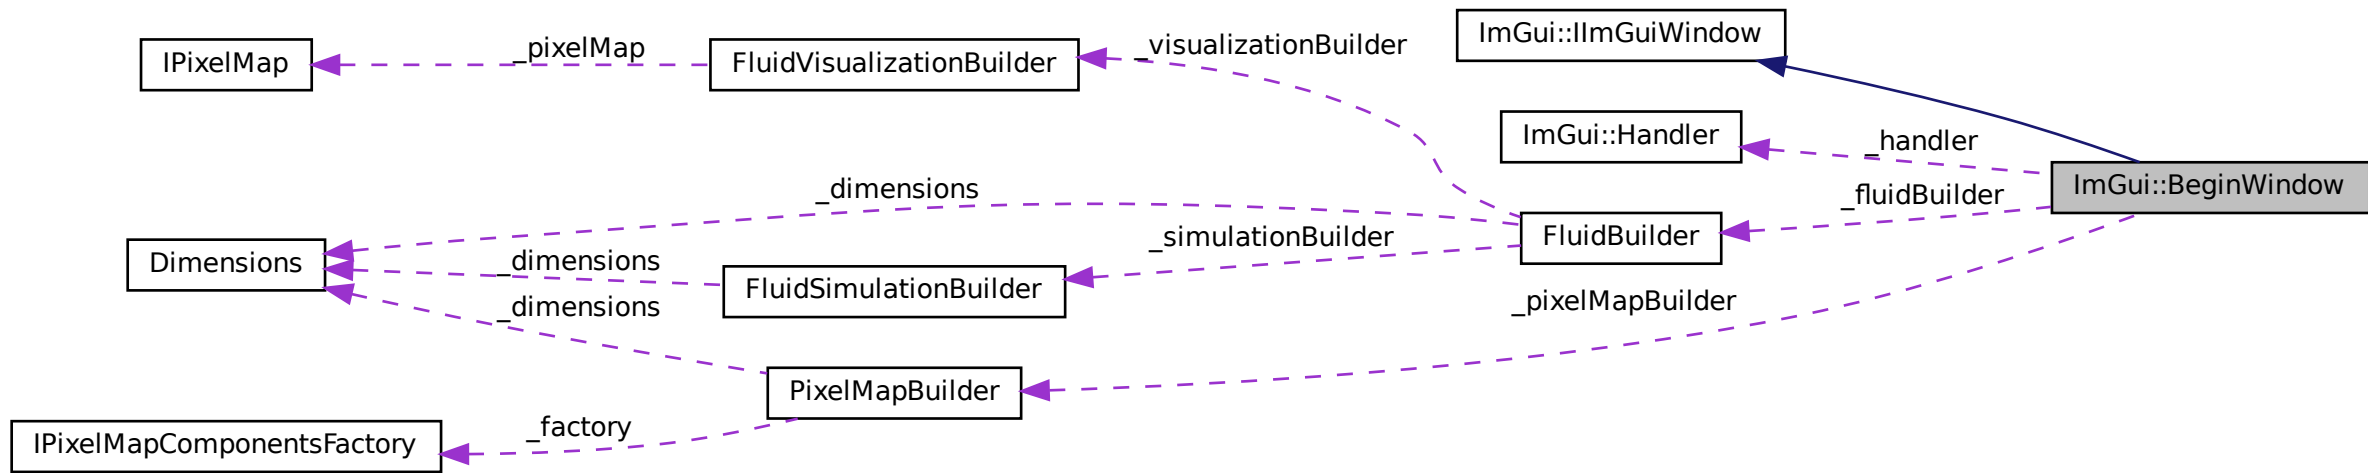 ImGui::IImGuiWindow
_pixelMap
_visualizationBuilder
IPixelMap
FluidVisualizationBuilder
ImGui::Handler
_handler
_dimensions
ImGui::BeginWindow
_fluidBuilder
_simulationBuilder
FluidBuilder
Dimensions
_dimensions
FluidSimulationBuilder
_dimensions
_pixelMapBuilder
PixelMapBuilder
_factory
IPixelMapComponentsFactory